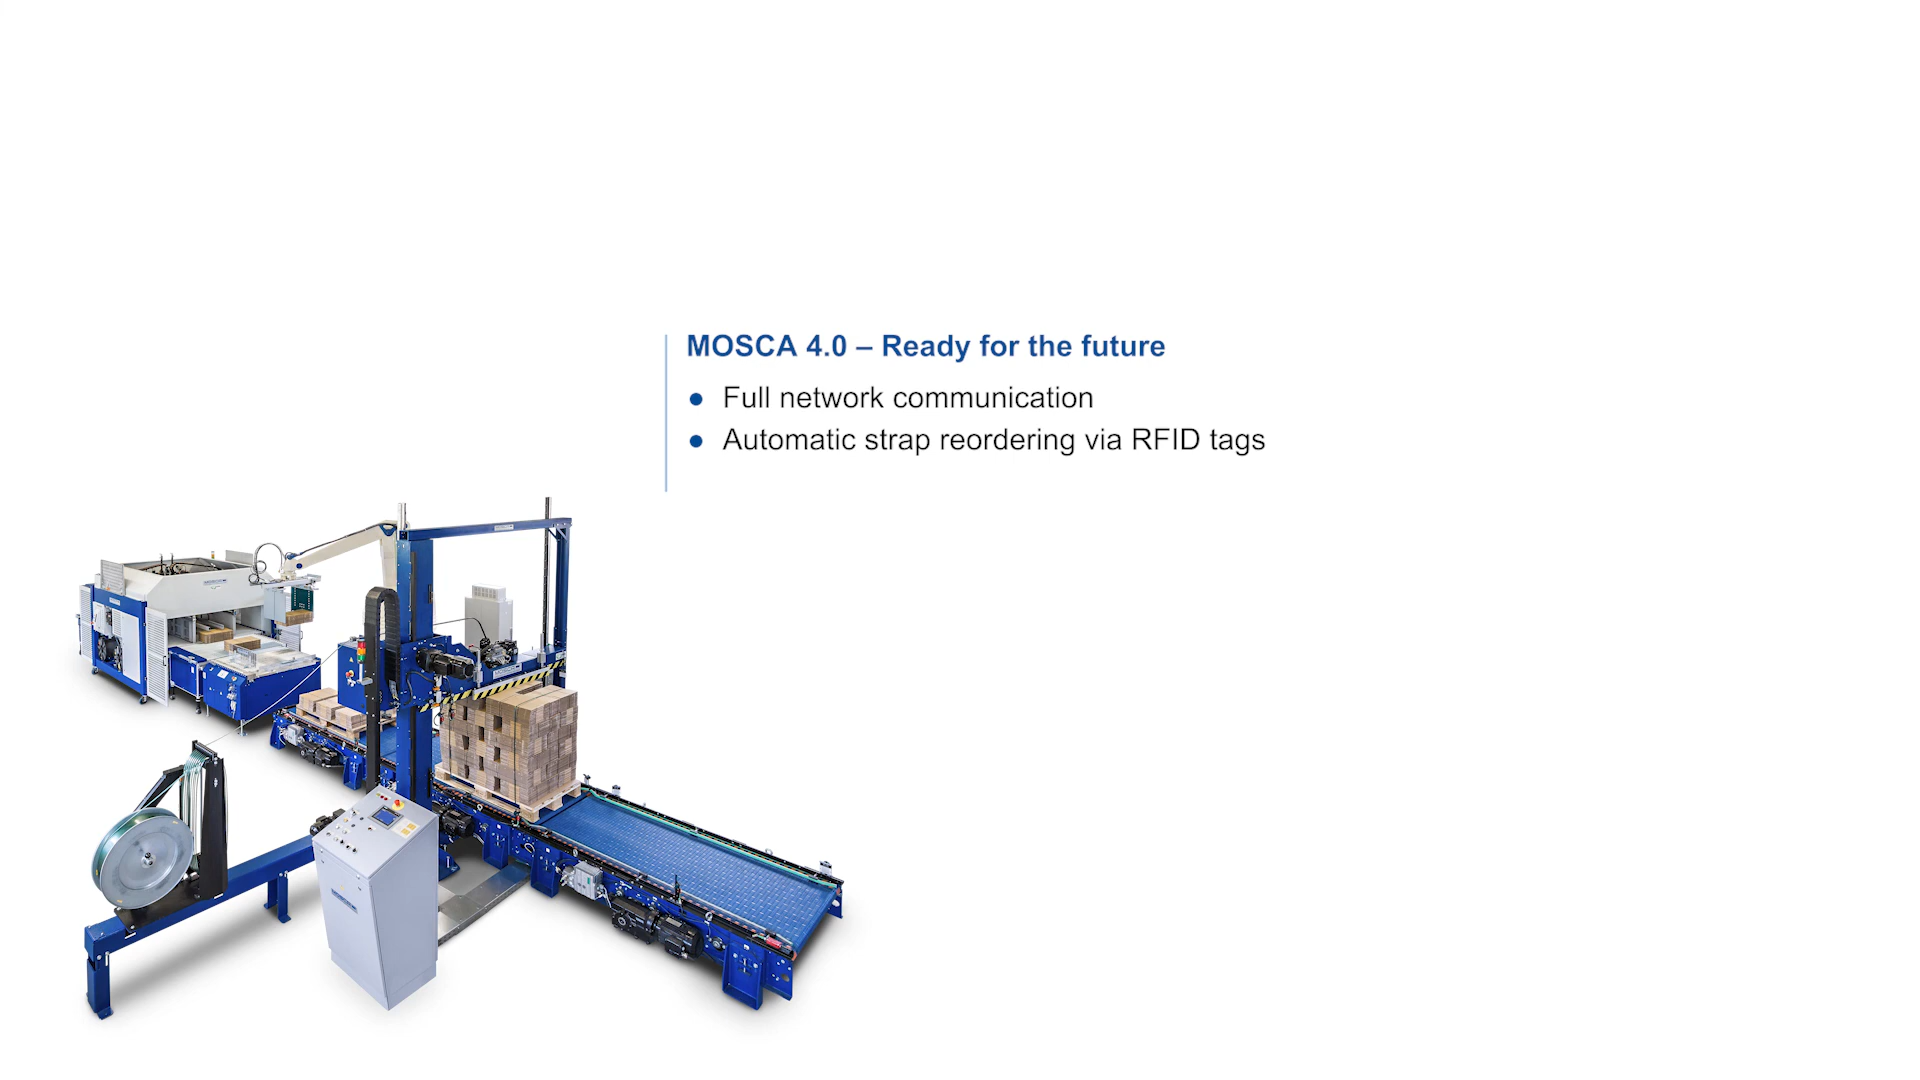 MOSCA 4.0 – Ready for the future
● Full network communication
● Automatic strap reordering via RFID tags